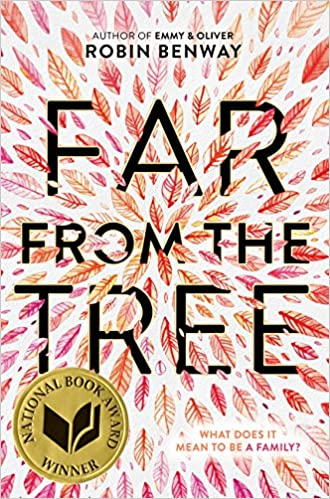 AUTHOR OF EMMY & OLIVER
ROBIN BENWAY
FAR
FROM THE
TREE
NATIONAL BOOK AWARD
WINNER
WHAT DOES IT
MEAN TO BE A FAMILY?